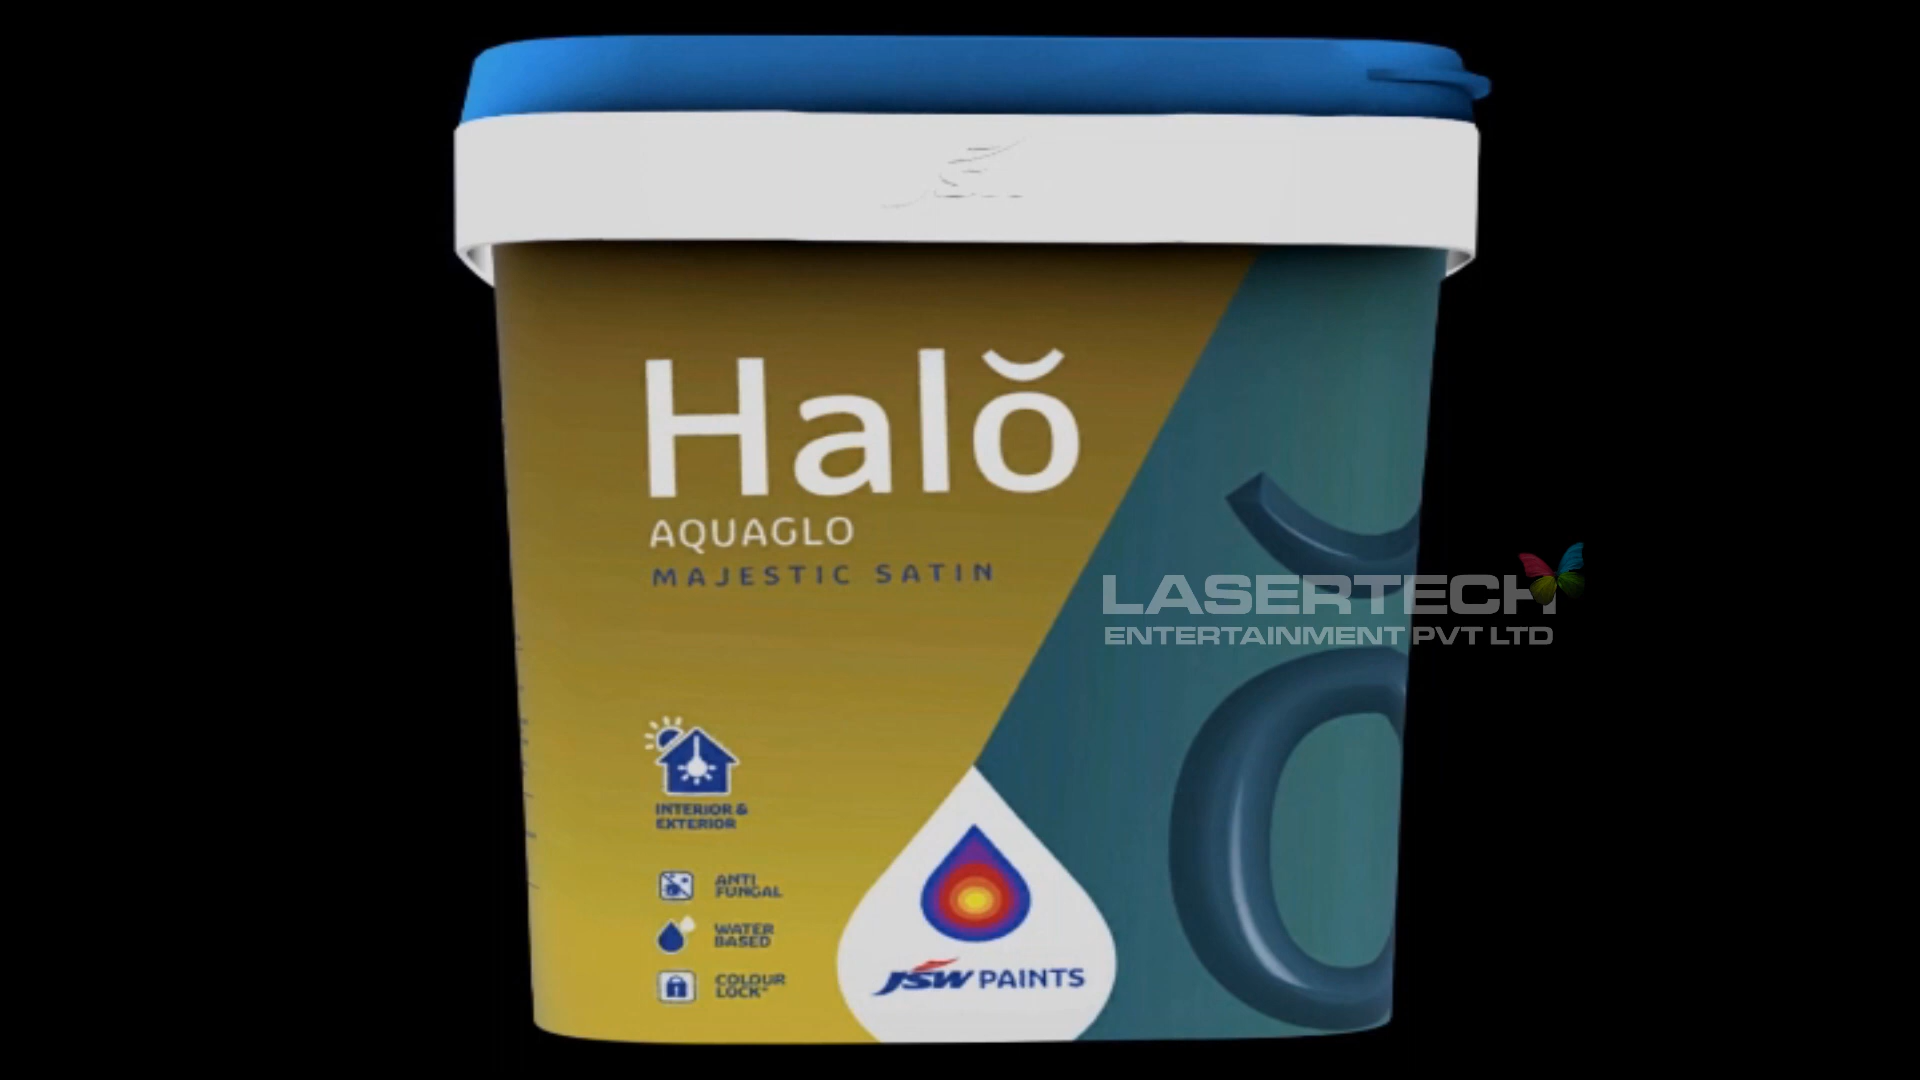 Halŏ
AQUAGLO
MAJESTIC SATIN
LASERTECH
ENTERTAINMENT PVT LTD
INTERIOR &
EXTERIOR
ANTI
FUNGAL
WATER
BASED
COLOUR
LOCK+
JSW PAINTS
ŏ